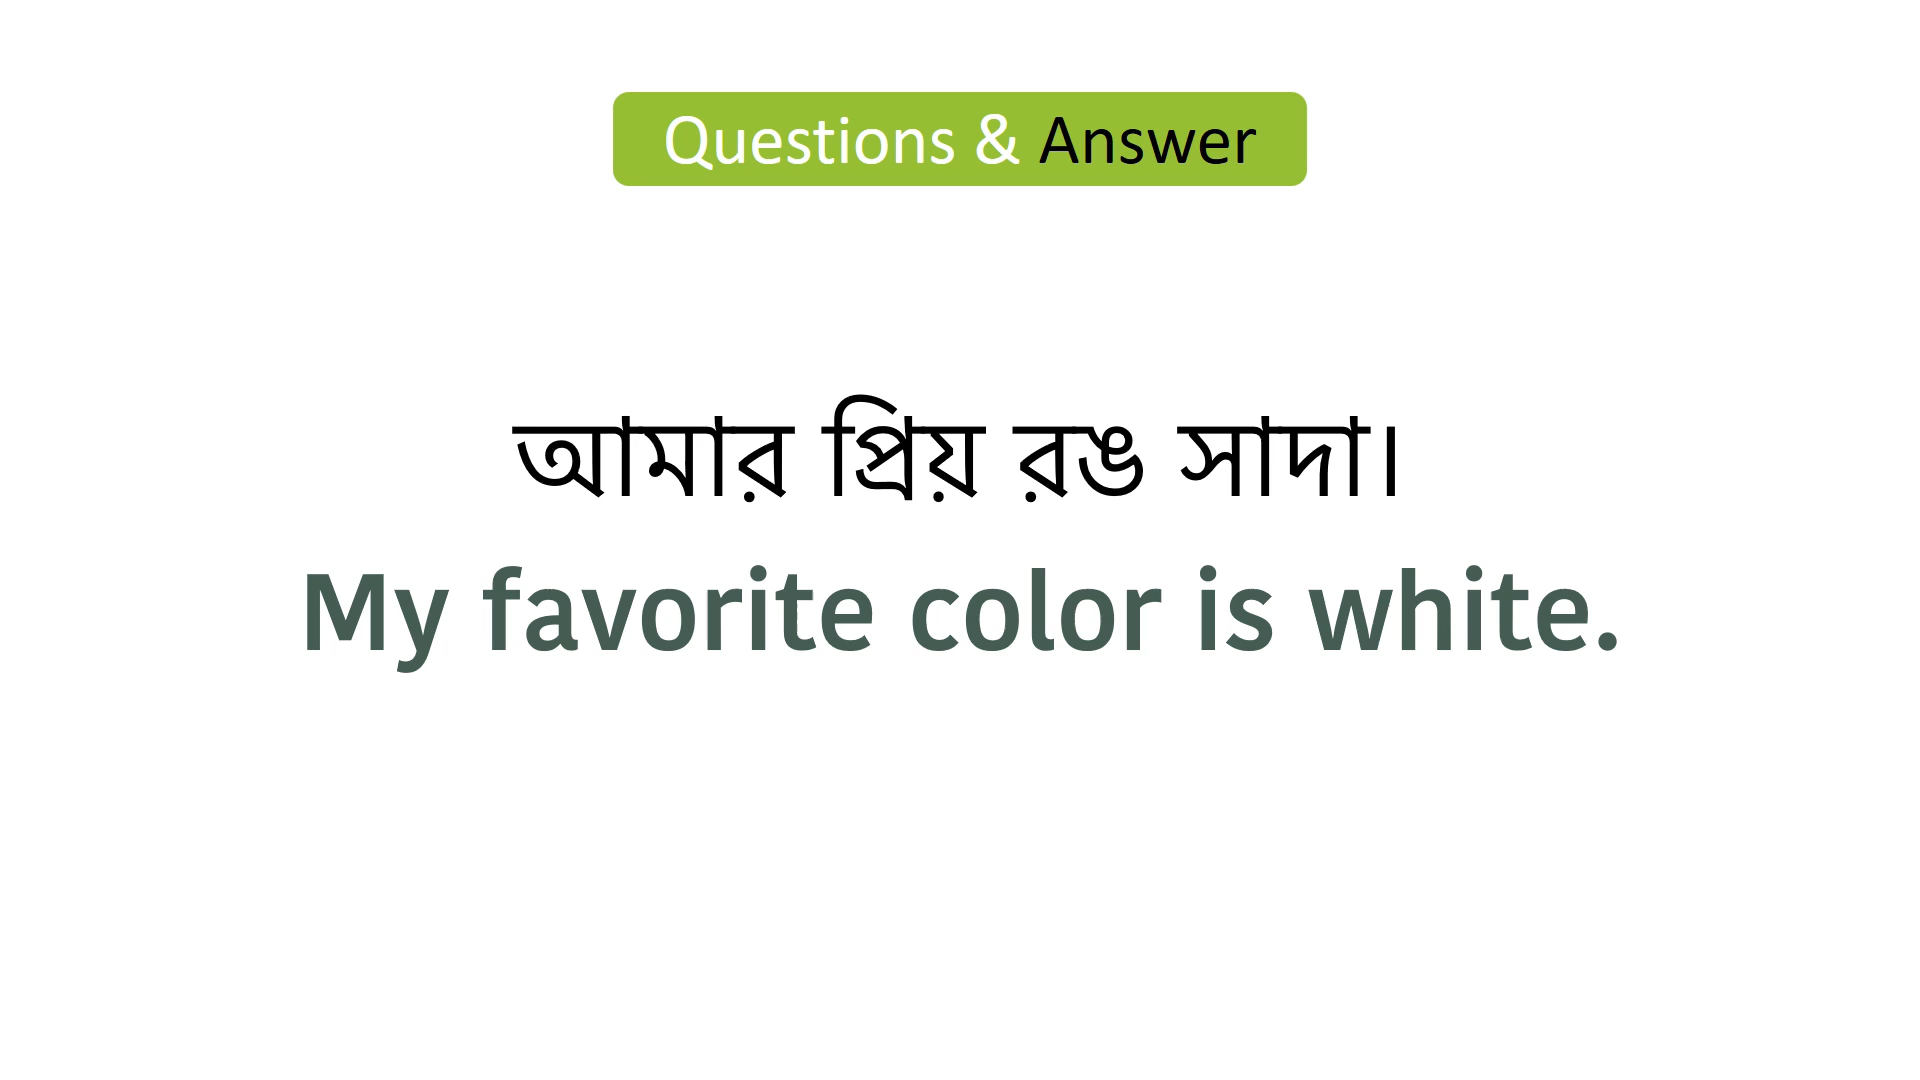 Questions & Answer
আমার প্রিয় রঙ সাদা।
My favorite color is white.